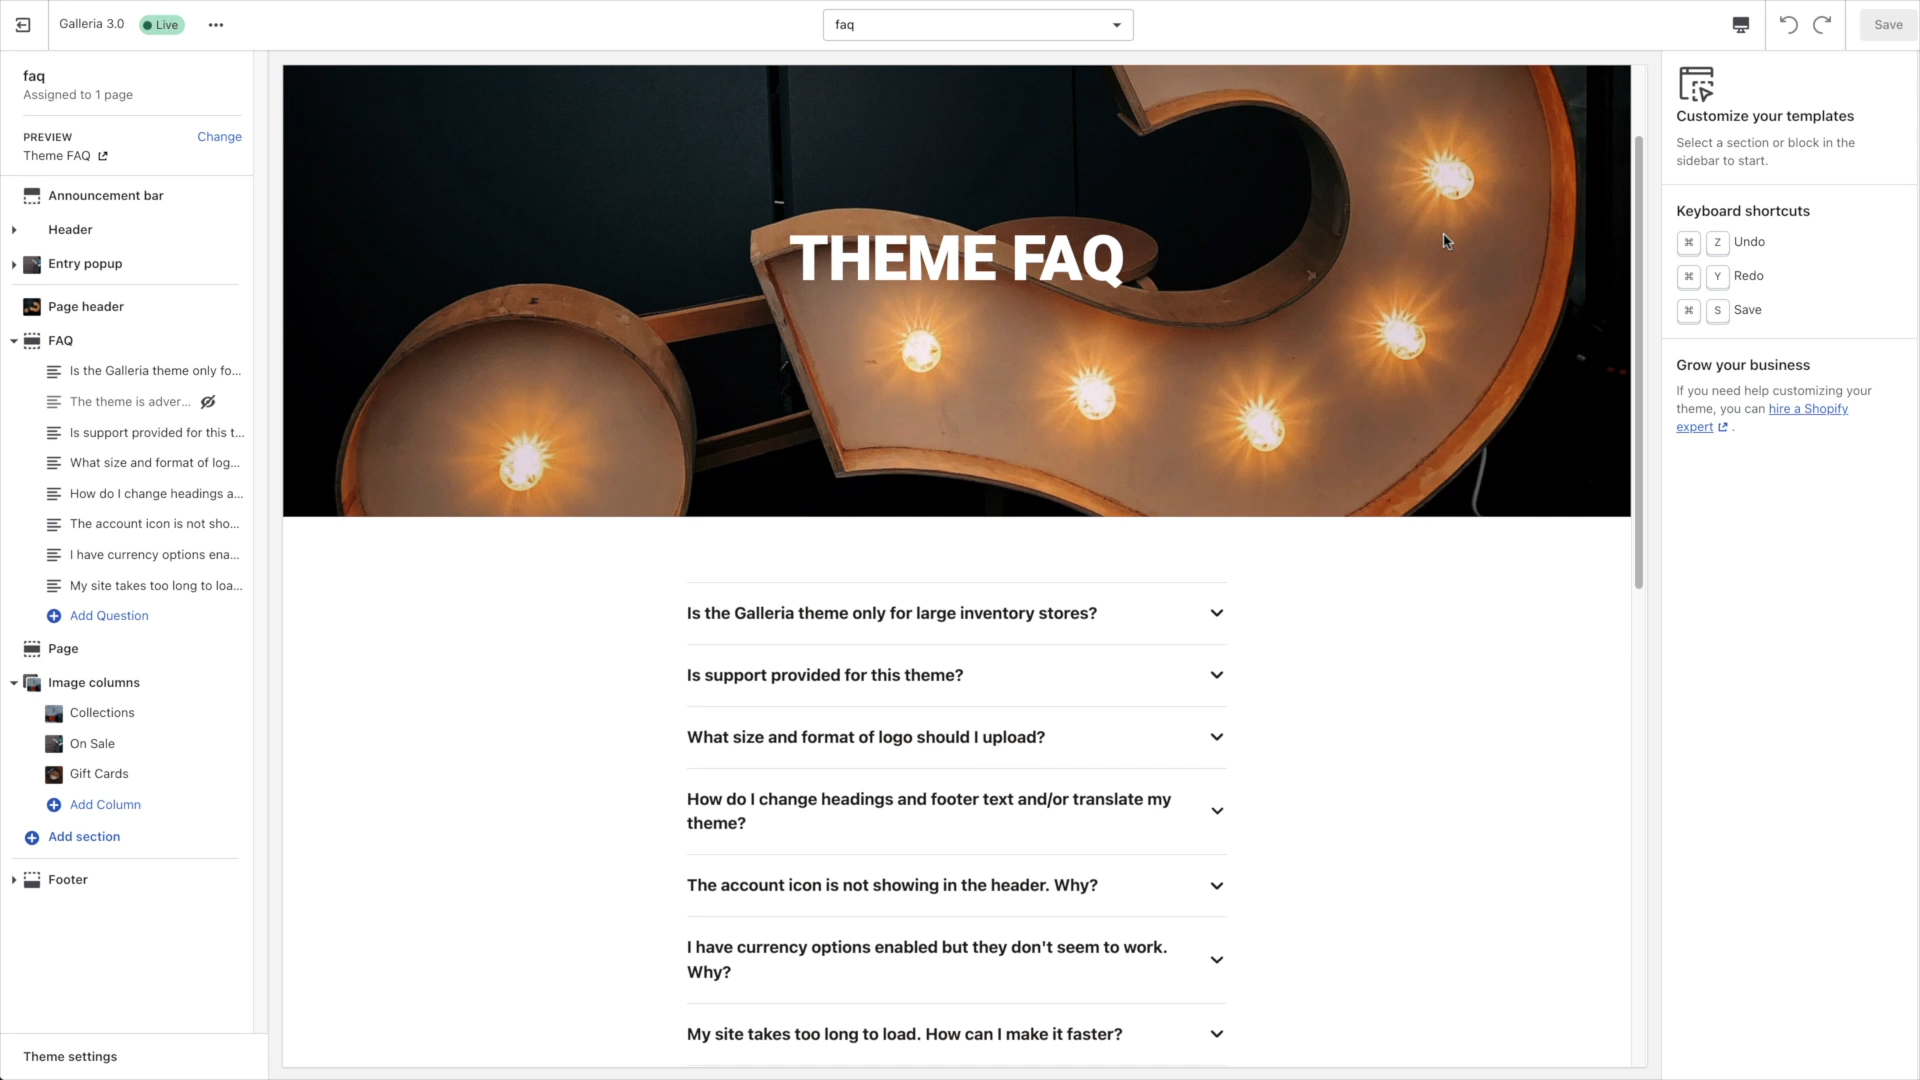 Galleria 3.0
Live
faq
Save
faq
Assigned to 1 page
PREVIEW
Change
Theme FAQ
Announcement bar
Header
Entry popup
Page header
FAQ
Is the Galleria theme only fo...
The theme is adver...
Is support provided for this t...
What size and format of log...
How do I change headings a...
The account icon is not sho...
I have currency options ena...
My site takes too long to loa...
Add Question
Page
Image columns
Collections
On Sale
Gift Cards
Add Column
Add section
Footer
Theme settings
THEME FAQ
Is the Galleria theme only for large inventory stores?
Is support provided for this theme?
What size and format of logo should I upload?
How do I change headings and footer text and/or translate my
theme?
The account icon is not showing in the header. Why?
I have currency options enabled but they don't seem to work.
Why?
My site takes too long to load. How can I make it faster?
Customize your templates
Select a section or block in the
sidebar to start.
Keyboard shortcuts
⌘ Z Undo
⌘ Y Redo
⌘ S Save
Grow your business
If you need help customizing your
theme, you can hire a Shopify
expert .